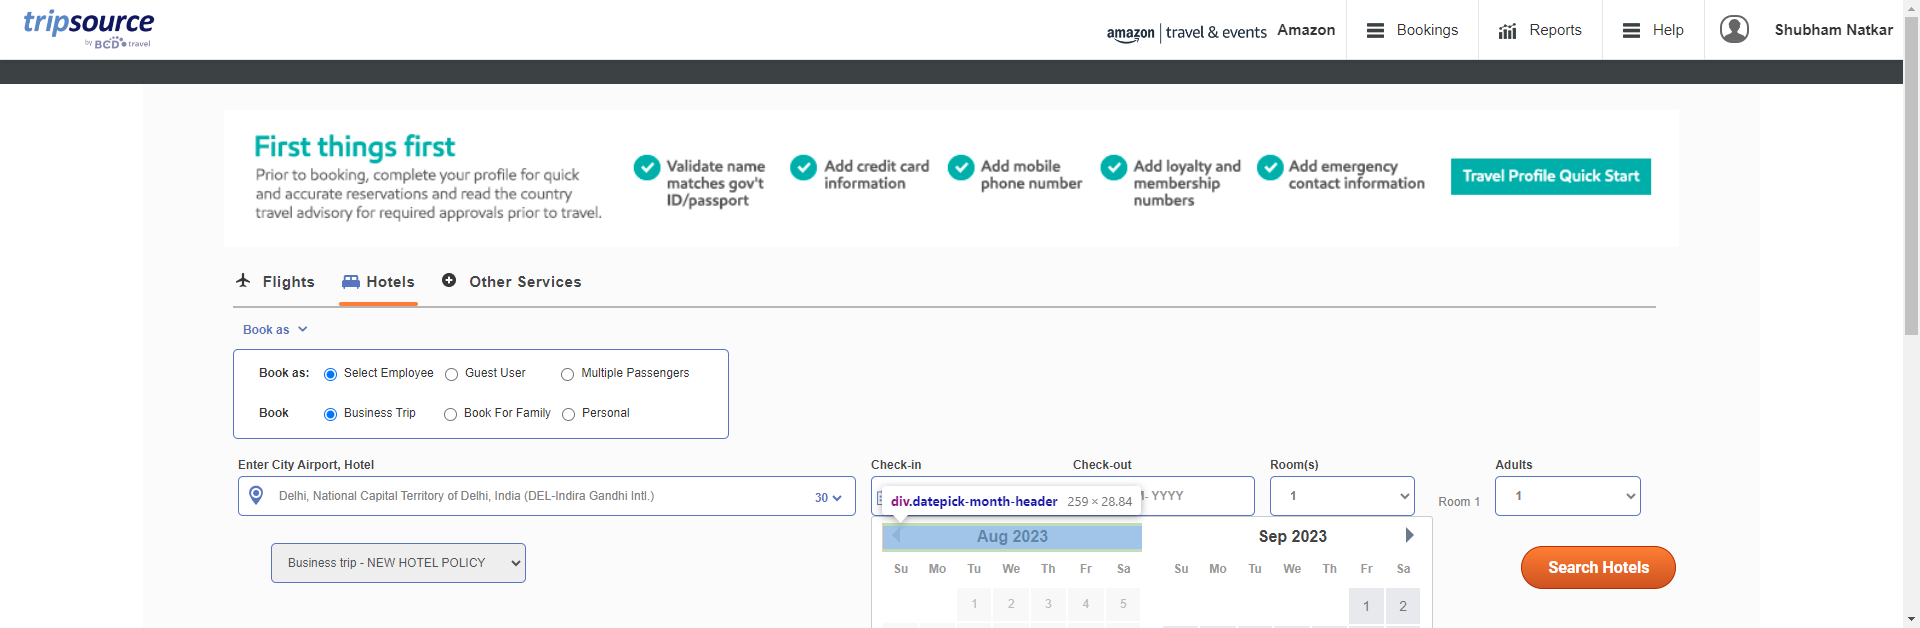 tripsource
by BCD travel
amazon | travel & events Amazon
Bookings
Reports
Help
Shubham Natkar
First things first
Prior to booking, complete your profile for quick
and accurate reservations and read the country
travel advisory for required approvals prior to travel.
Validate name
matches gov't
ID/passport
Add credit card
information
Add mobile
phone number
Add loyalty and
membership
numbers
Add emergency
contact information
Travel Profile Quick Start
Flights
Hotels
Other Services
Book as
Book as: Select Employee Guest User Multiple Passengers
Book Business Trip Book For Family Personal
Enter City Airport, Hotel
Check-in
Check-out
Room(s)
Adults
Delhi, National Capital Territory of Delhi, India (DEL-Indira Gandhi Intl.) 30
div.datepick-month-header 259 × 28.84
- YYYY
1
Room 1
1
Business trip - NEW HOTEL POLICY
Aug 2023
Su Mo Tu We Th Fr Sa
1 2 3 4 5
Sep 2023
Su Mo Tu We Th Fr Sa
1 2
Search Hotels